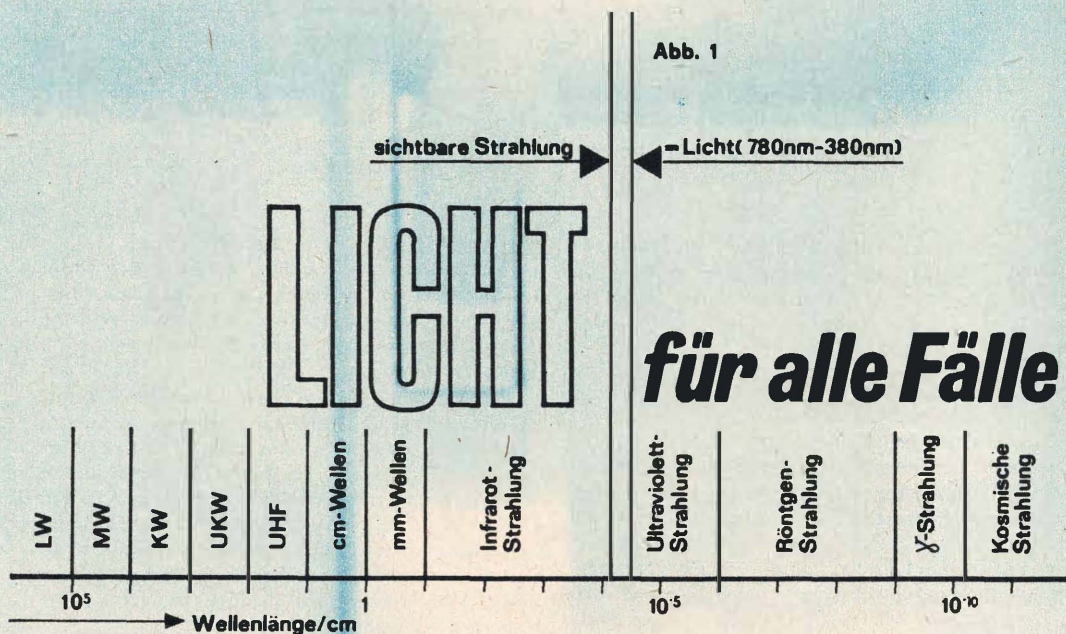 Abb. 1
sichtbare Strahlung
=Licht(780nm-380nm)
LICHT
für alle Fälle
LW
MW
KW
UKW
UHF
cm-Wellen
mm-Wellen
Infrarot-
Strahlung
Ultraviolett-
Strahlung
Röntgen-
Strahlung
γ-Strahlung
Kosmische
Strahlung
10⁵
1
10⁻⁵
10⁻¹⁰
Wellenlänge/cm